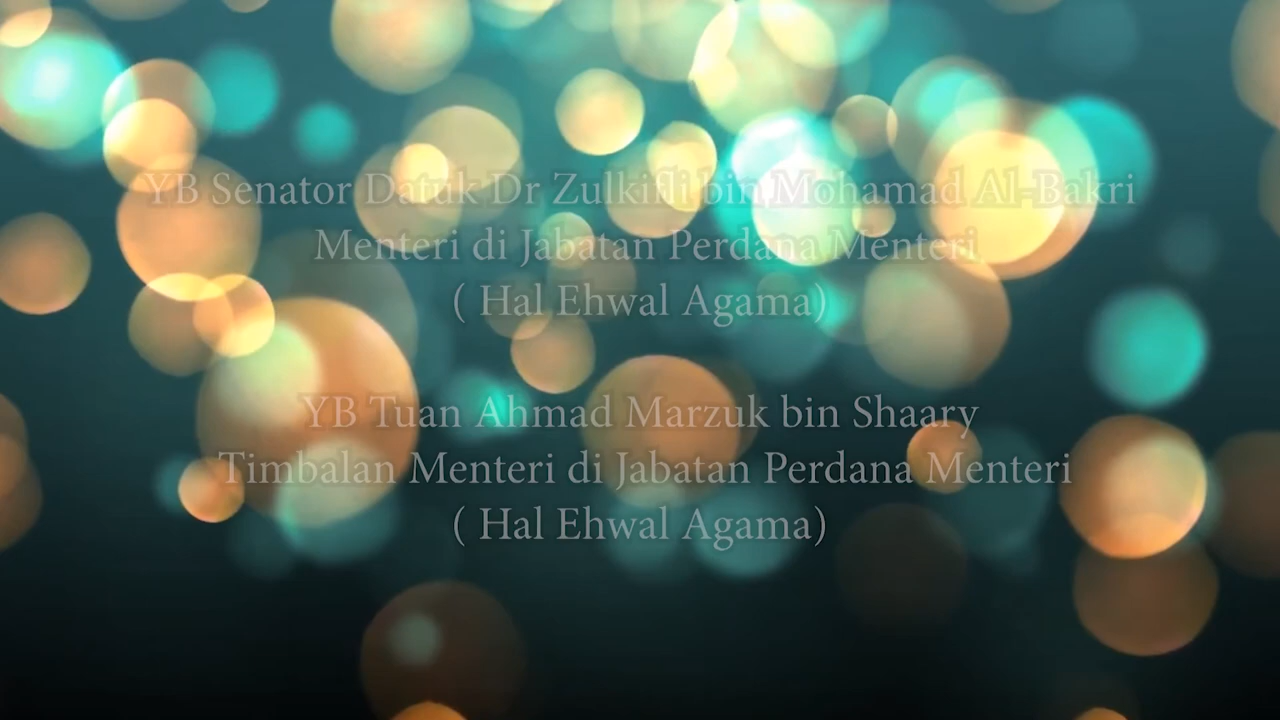 YB Senator Datuk Dr Zulkifli bin Mohamad Al-Bakri
Menteri di Jabatan Perdana Menteri
( Hal Ehwal Agama)
YB Tuan Ahmad Marzuk bin Shaary
Timbalan Menteri di Jabatan Perdana Menteri
( Hal Ehwal Agama)